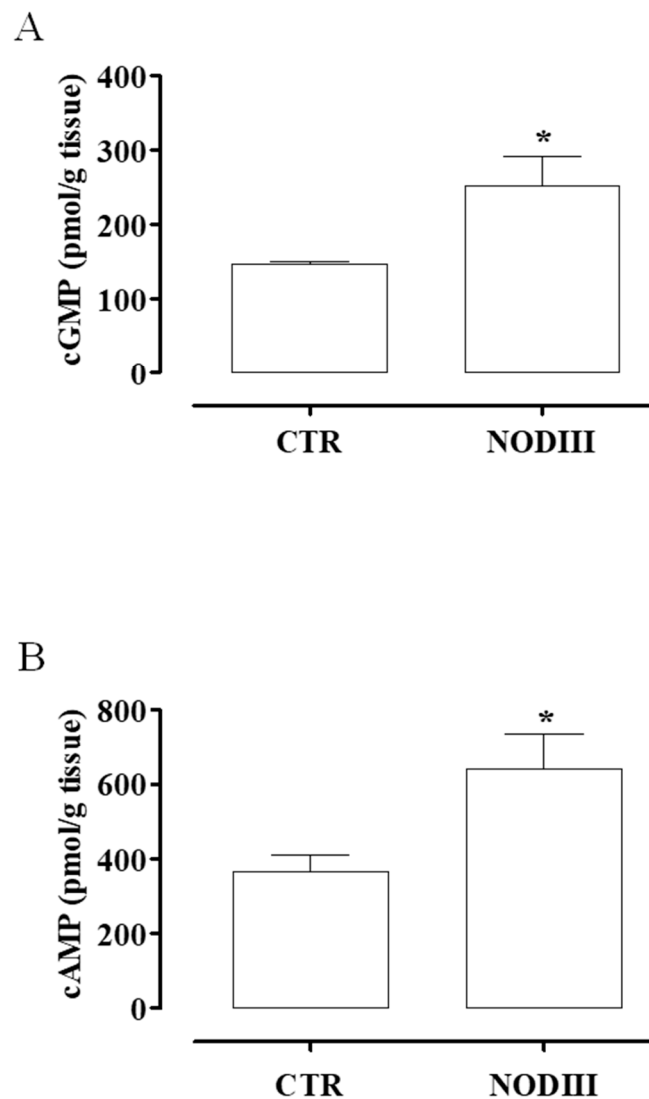 A
cGMP (pmol/g tissue)
400
300
200
100
0
*
CTR
NODIII
B
cAMP (pmol/g tissue)
800
600
400
200
0
*
CTR
NODIII